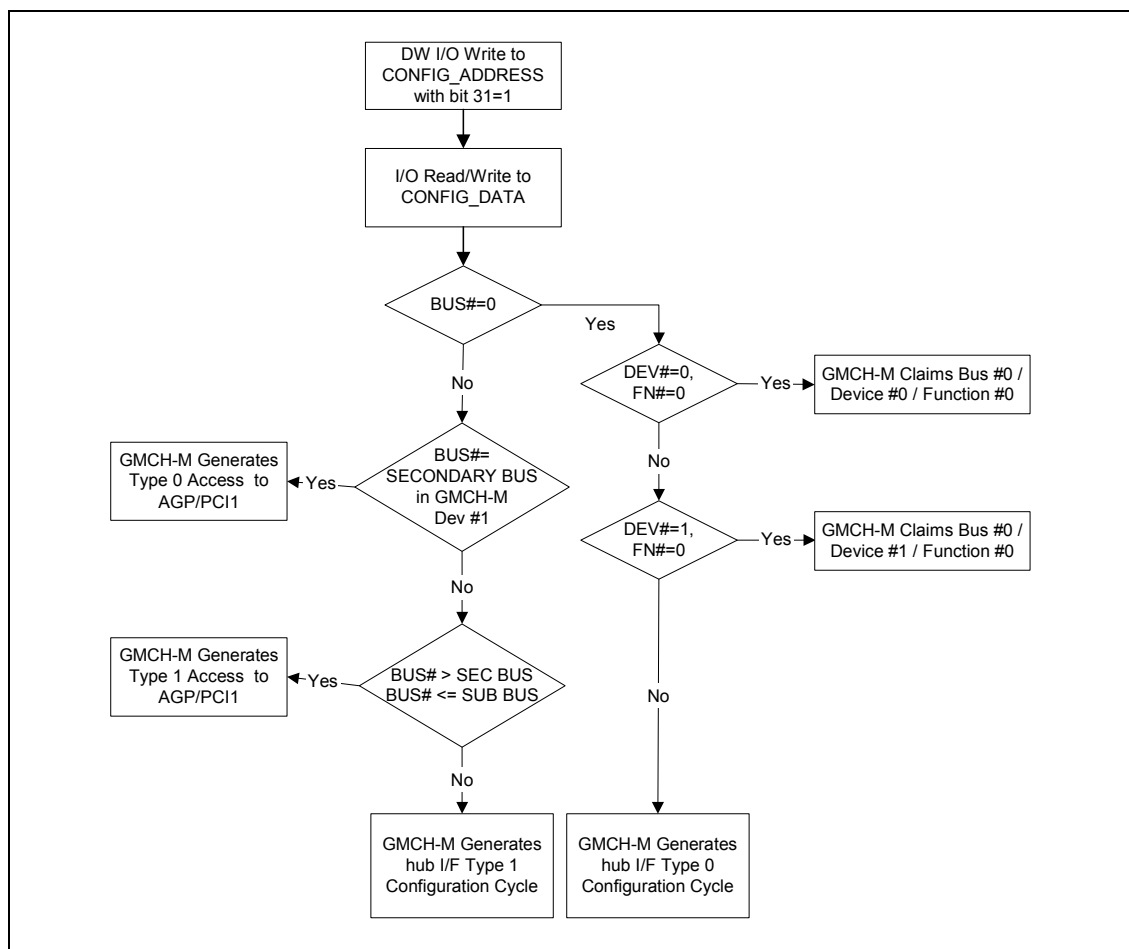 DW I/O Write to
CONFIG_ADDRESS
with bit 31=1
I/O Read/Write to
CONFIG_DATA
BUS#=0
Yes
No
DEV#=0,
FN#=0
Yes
GMCH-M Claims Bus #0 /
Device #0 / Function #0
No
BUS#=
SECONDARY BUS
in GMCH-M
Dev #1
Yes
GMCH-M Generates
Type 0 Access to
AGP/PCI1
No
DEV#=1,
FN#=0
Yes
GMCH-M Claims Bus #0 /
Device #1 / Function #0
No
BUS# > SEC BUS
BUS# <= SUB BUS
Yes
GMCH-M Generates
Type 1 Access to
AGP/PCI1
No
GMCH-M Generates
hub I/F Type 1
Configuration Cycle
GMCH-M Generates
hub I/F Type 0
Configuration Cycle